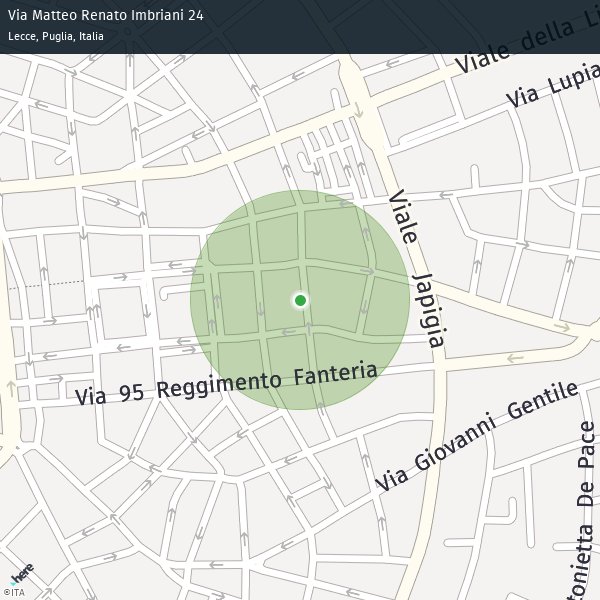 Via Matteo Renato Imbriani 24
Lecce, Puglia, Italia
Viale della Li
Via Lupia
Viale Japigia
Via 95 Reggimento Fanteria
Via Giovanni Gentile
tonietta De Pace
here
©ITA